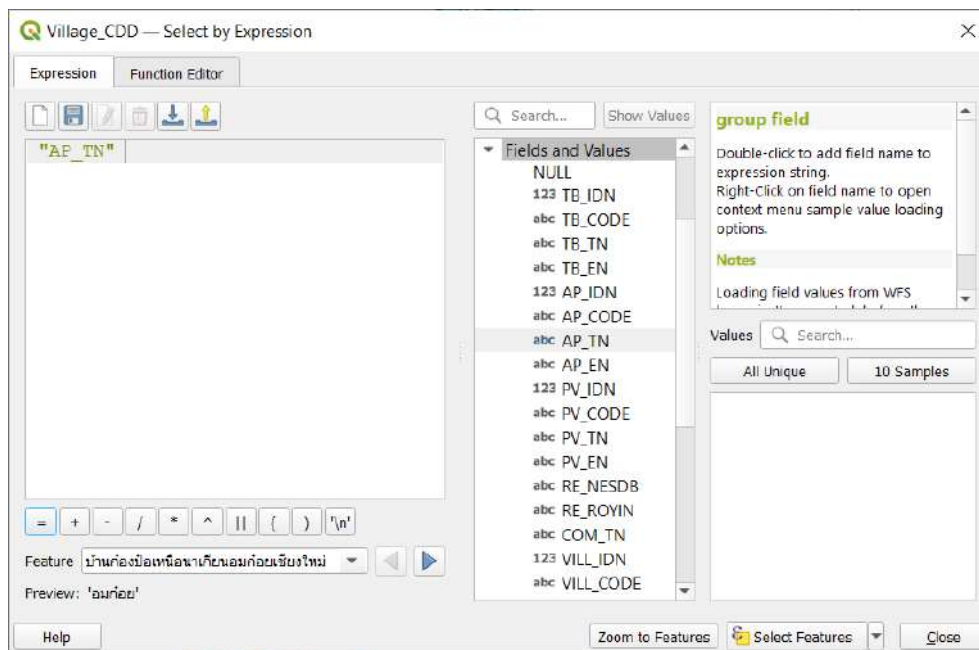 Village_CDD — Select by Expression
Expression
Function Editor
"AP_TN"
= + - / * ^ || ( ) '\n'
Feature บ้านก่องป๋อเหนือนาเกียนอมก๋อยเชียงใหม่
Preview: 'อมก๋อย'
Search...
Show Values
Fields and Values
NULL
123 TB_IDN
abc TB_CODE
abc TB_TN
abc TB_EN
123 AP_IDN
abc AP_CODE
abc AP_TN
abc AP_EN
123 PV_IDN
abc PV_CODE
abc PV_TN
abc PV_EN
abc RE_NESDB
abc RE_ROYIN
abc COM_TN
123 VILL_IDN
abc VILL_CODE
group field
Double-click to add field name to
expression string.
Right-Click on field name to open
context menu sample value loading
options.
Notes
Loading field values from WFS
Values Search...
All Unique
10 Samples
Help
Zoom to Features
Select Features
Close